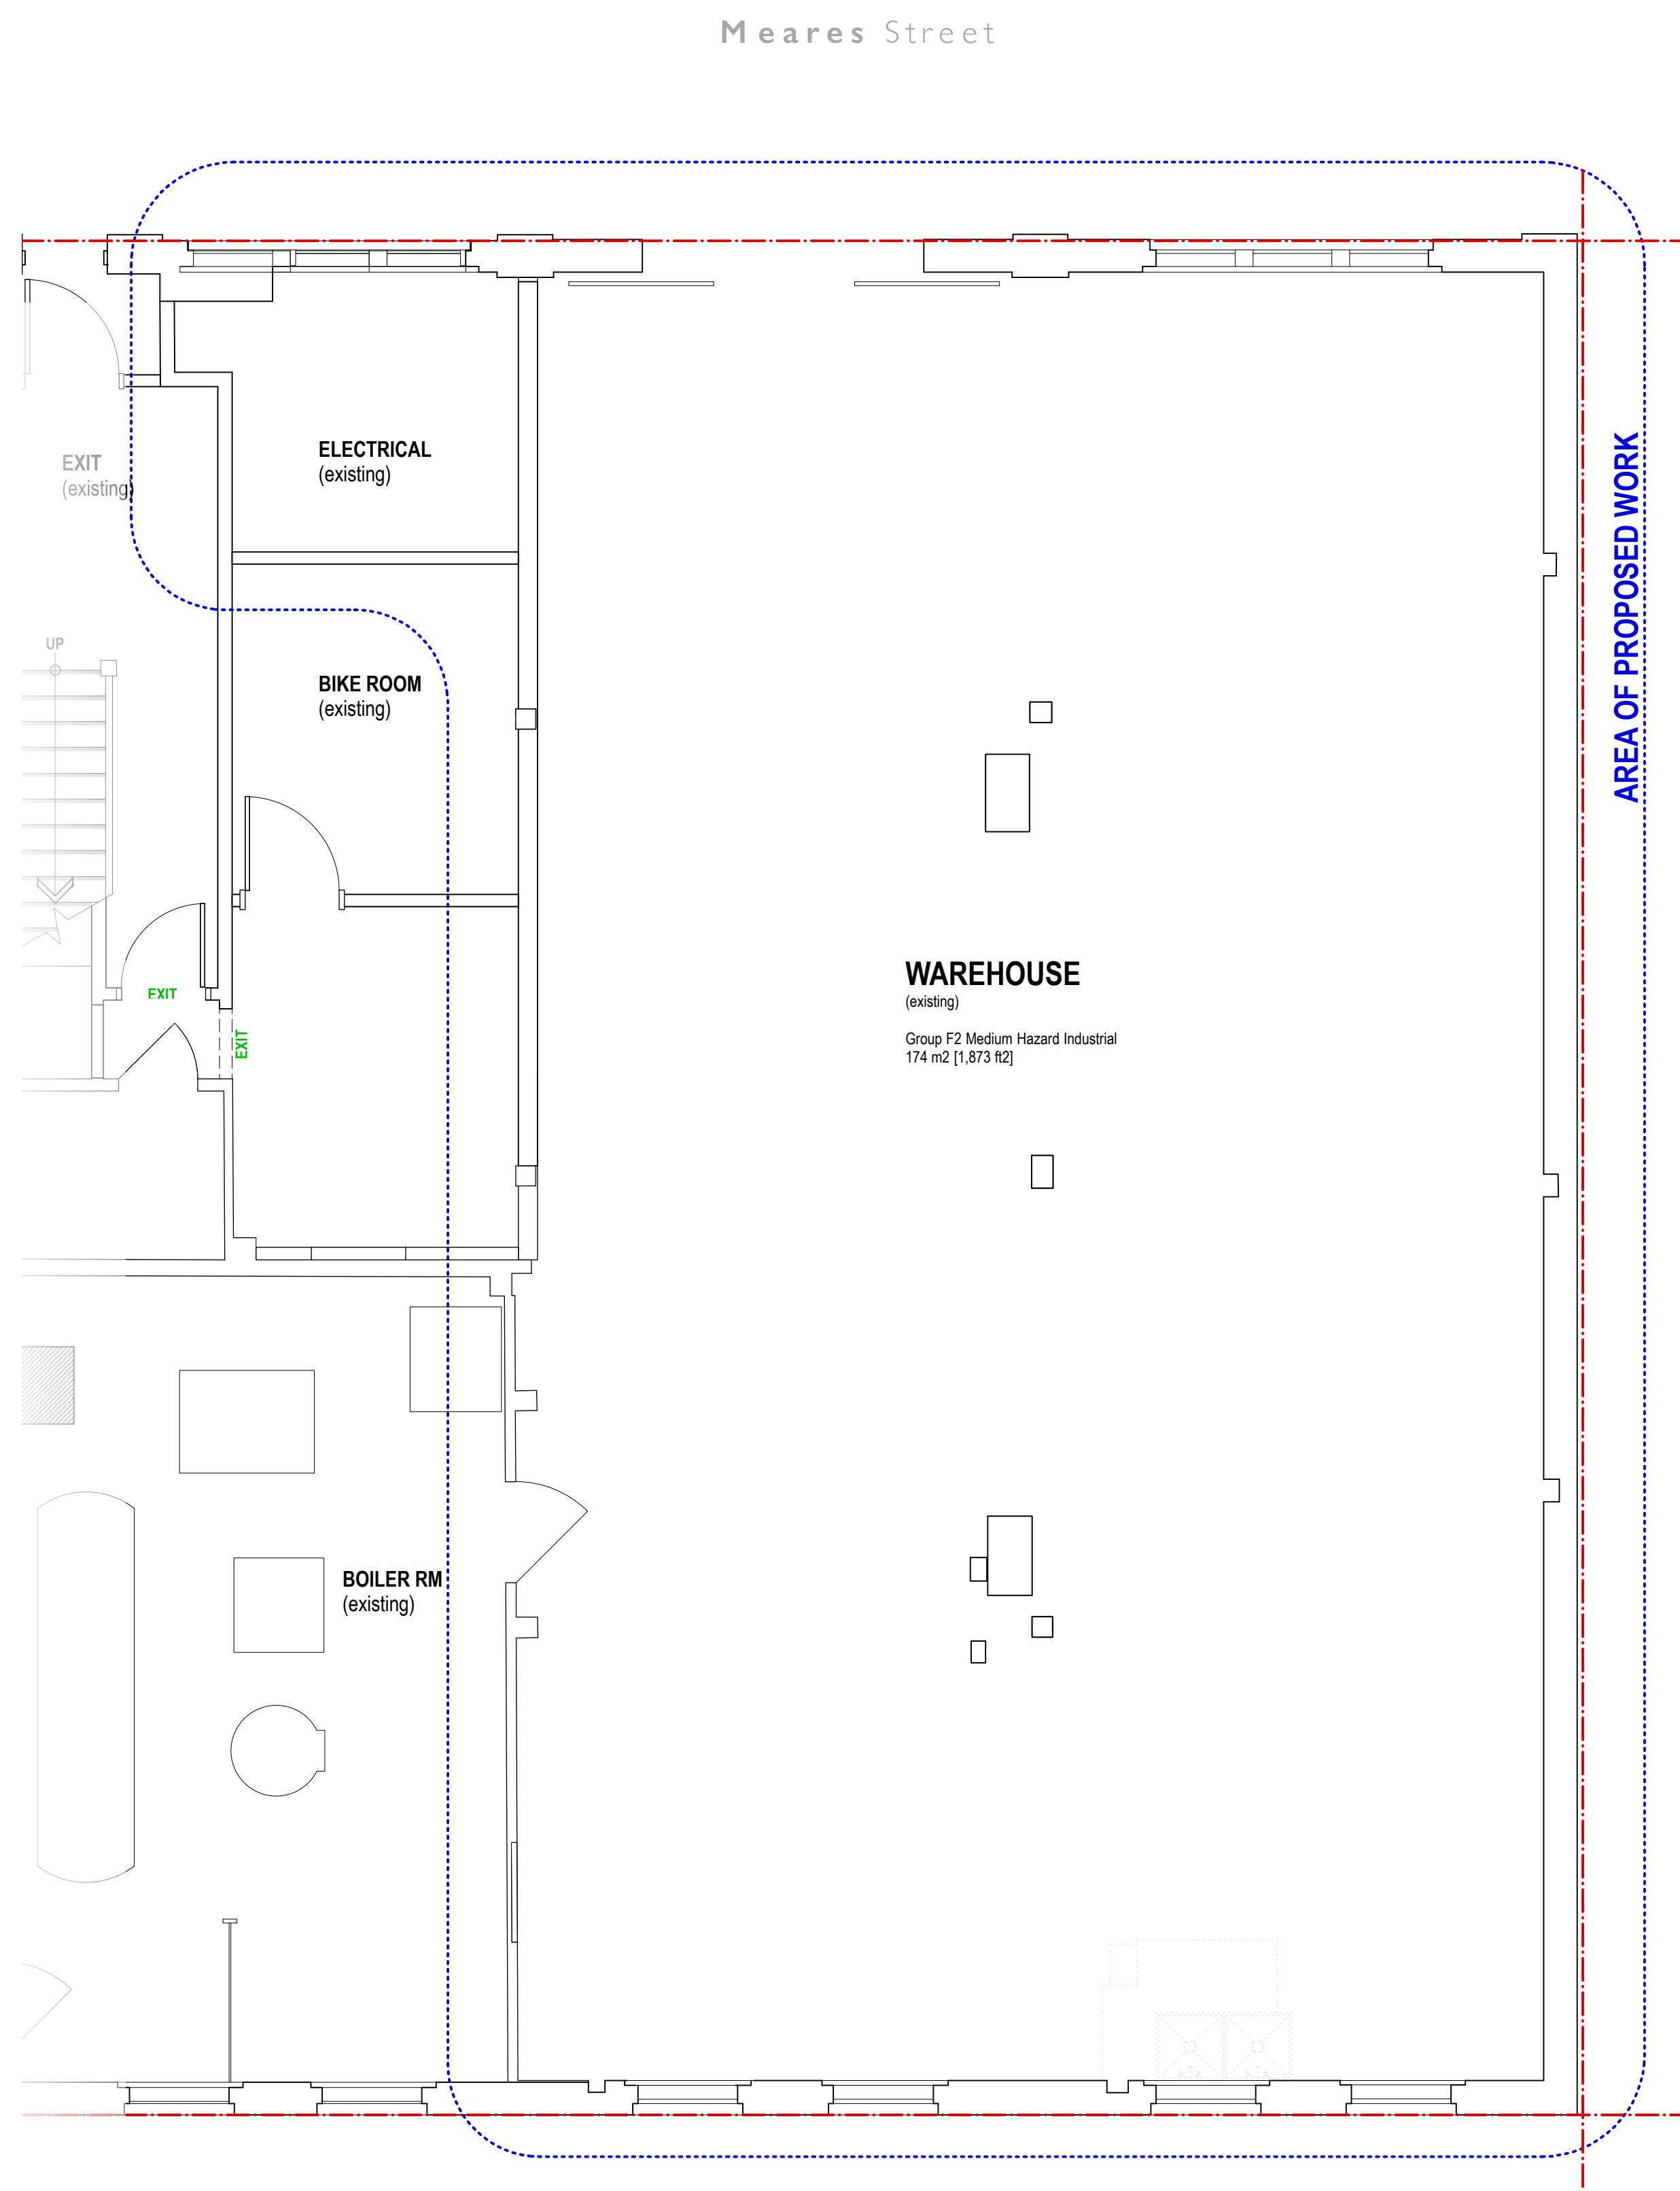 Meares Street
ELECTRICAL
(existing)
EXIT
(existing)
AREA OF PROPOSED WORK
UP
BIKE ROOM
(existing)
WAREHOUSE
(existing)
EXIT
EXIT
Group F2 Medium Hazard Industrial
174 m2 [1,873 ft2]
BOILER RM
(existing)